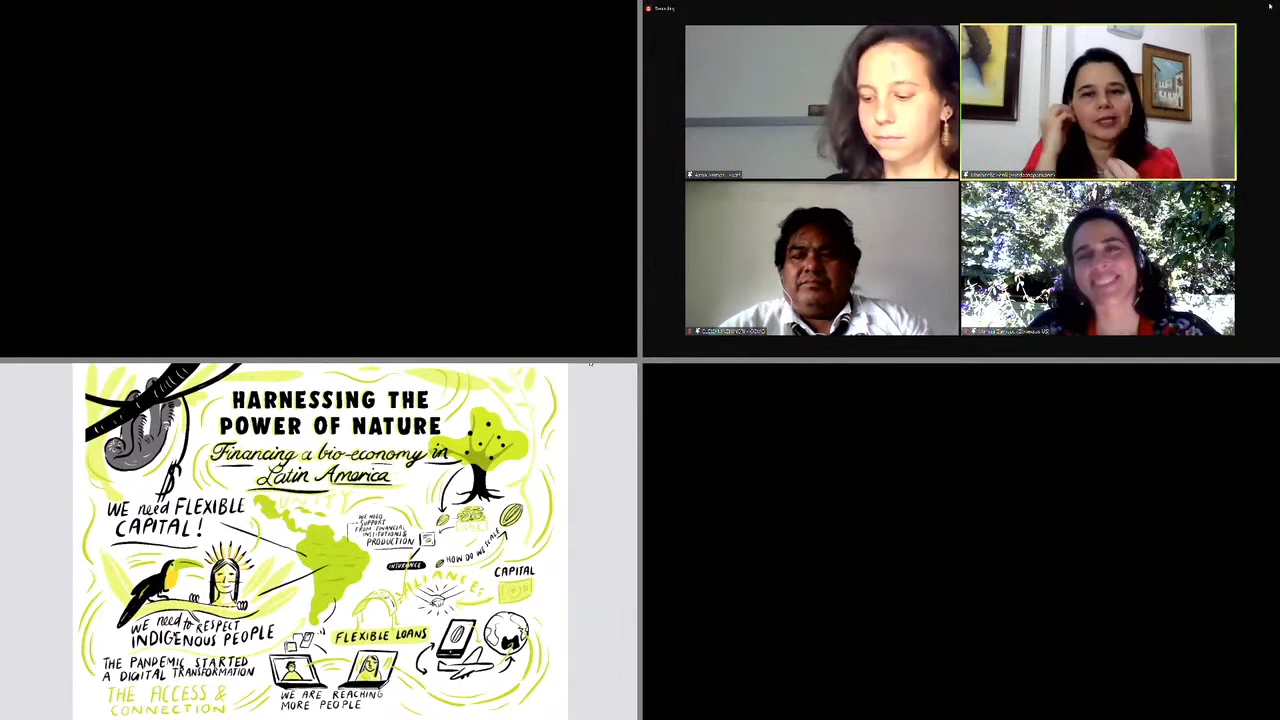 Recording
HARNESSING THE
POWER OF NATURE
Financing a bio-economy in
Latin America
UNITY
WE need FLEXIBLE
CAPITAL!
WE NEED
SUPPORT
FROM FINANCIAL
INSTITUTIONS &
PRODUCTION
HOW DO WE SCALE
INSURANCE
CAPITAL
WE need to RESPECT
INDIGENOUS PEOPLE
FLEXIBLE LOANS
THE PANDEMIC STARTED
A DIGITAL TRANSFORMATION
THE ACCESS &
CONNECTION
WE ARE REACHING
MORE PEOPLE